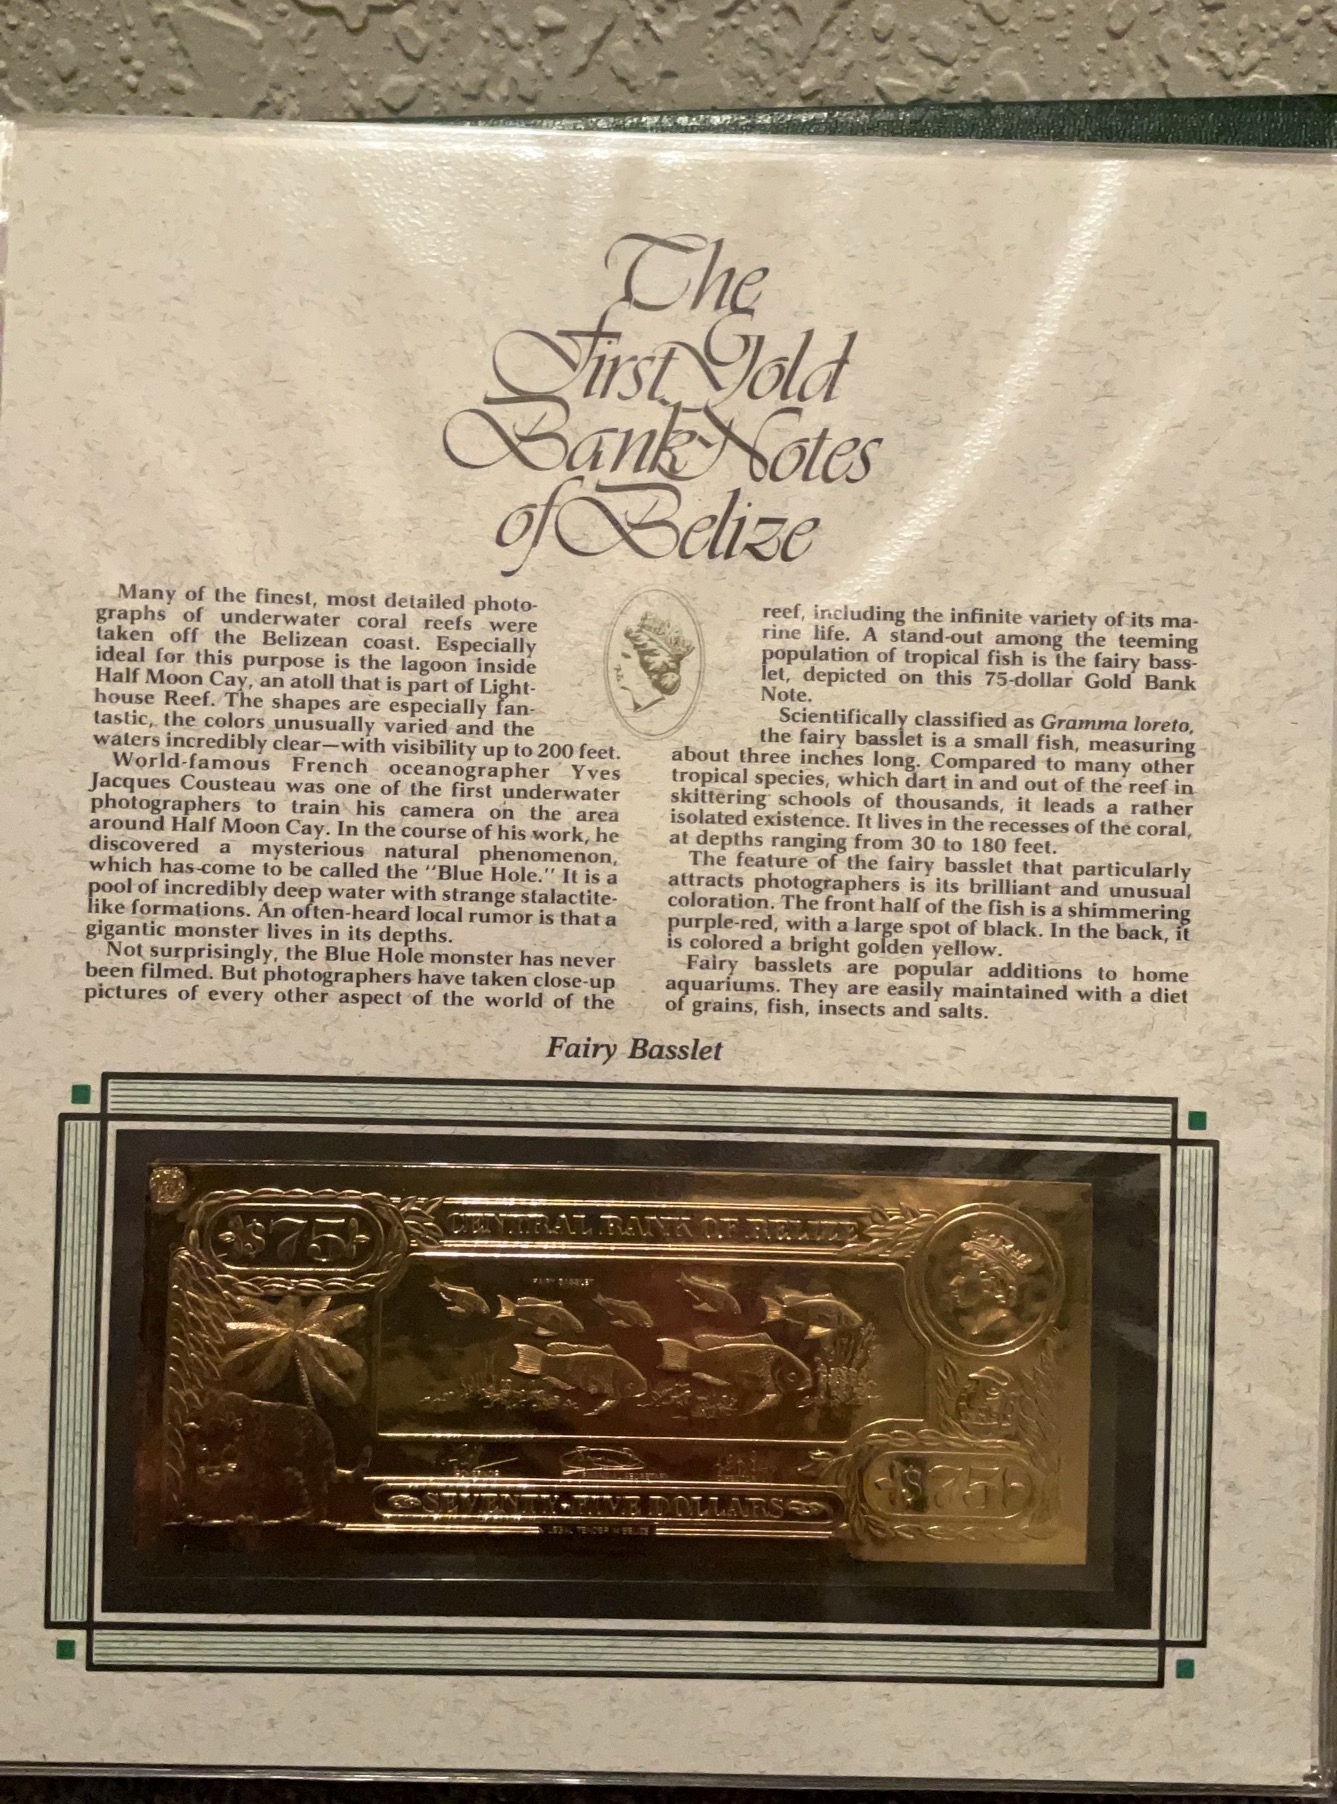 The
First Gold
Bank Notes
of Belize
Many of the finest, most detailed photo-
graphs of underwater coral reefs were
taken off the Belizean coast. Especially
ideal for this purpose is the lagoon inside
Half Moon Cay, an atoll that is part of Light-
house Reef. The shapes are especially fan-
tastic, the colors unusually varied and the
waters incredibly clear—with visibility up to 200 feet.
World-famous French oceanographer Yves
Jacques Cousteau was one of the first underwater
photographers to train his camera on the area
around Half Moon Cay. In the course of his work, he
discovered a mysterious natural phenomenon,
which has come to be called the "Blue Hole." It is a
pool of incredibly deep water with strange stalactite-
like formations. An often-heard local rumor is that a
gigantic monster lives in its depths.
Not surprisingly, the Blue Hole monster has never
been filmed. But photographers have taken close-up
pictures of every other aspect of the world of the
reef, including the infinite variety of its ma-
rine life. A stand-out among the teeming
population of tropical fish is the fairy bass-
let, depicted on this 75-dollar Gold Bank
Note.
Scientifically classified as Gramma loreto,
the fairy basslet is a small fish, measuring
about three inches long. Compared to many other
tropical species, which dart in and out of the reef in
skittering schools of thousands, it leads a rather
isolated existence. It lives in the recesses of the coral,
at depths ranging from 30 to 180 feet.
The feature of the fairy basslet that particularly
attracts photographers is its brilliant and unusual
coloration. The front half of the fish is a shimmering
purple-red, with a large spot of black. In the back, it
is colored a bright golden yellow.
Fairy basslets are popular additions to home
aquariums. They are easily maintained with a diet
of grains, fish, insects and salts.
Fairy Basslet
$75
CENTRAL BANK OF BELIZE
FAIRY BASSLET
$75
SEVENTY-FIVE DOLLARS
LEGAL TENDER IN BELIZE